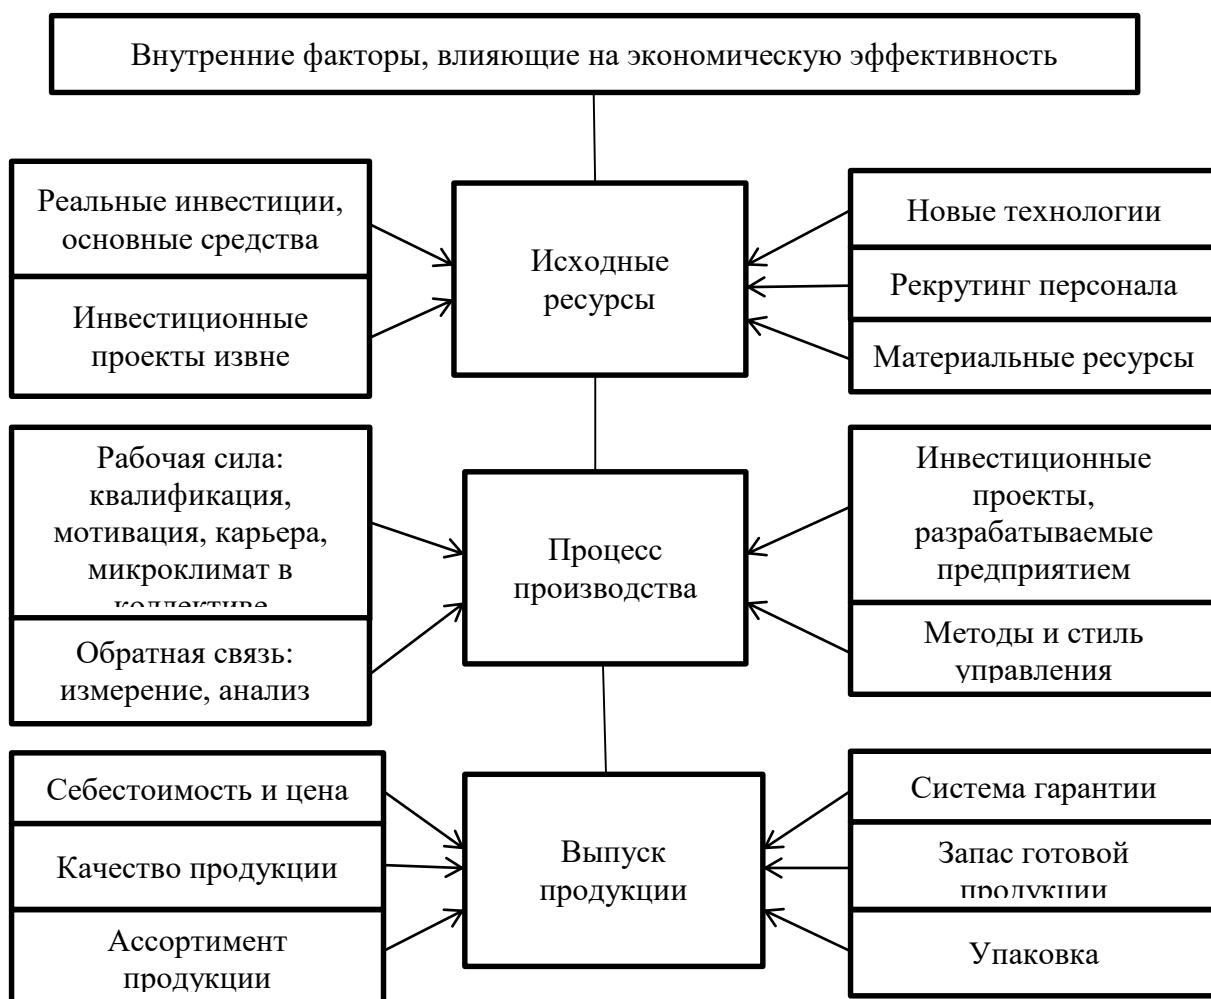 Внутренние факторы, влияющие на экономическую эффективность
Реальные инвестиции,
основные средства
Инвестиционные
проекты извне
Исходные
ресурсы
Новые технологии
Рекрутинг персонала
Материальные ресурсы
Рабочая сила:
квалификация,
мотивация, карьера,
микроклимат в
коллективе
Обратная связь:
измерение, анализ
Процесс
производства
Инвестиционные
проекты,
разрабатываемые
предприятием
Методы и стиль
управления
Себестоимость и цена
Качество продукции
Ассортимент
продукции
Выпуск
продукции
Система гарантии
Запас готовой
продукции
Упаковка